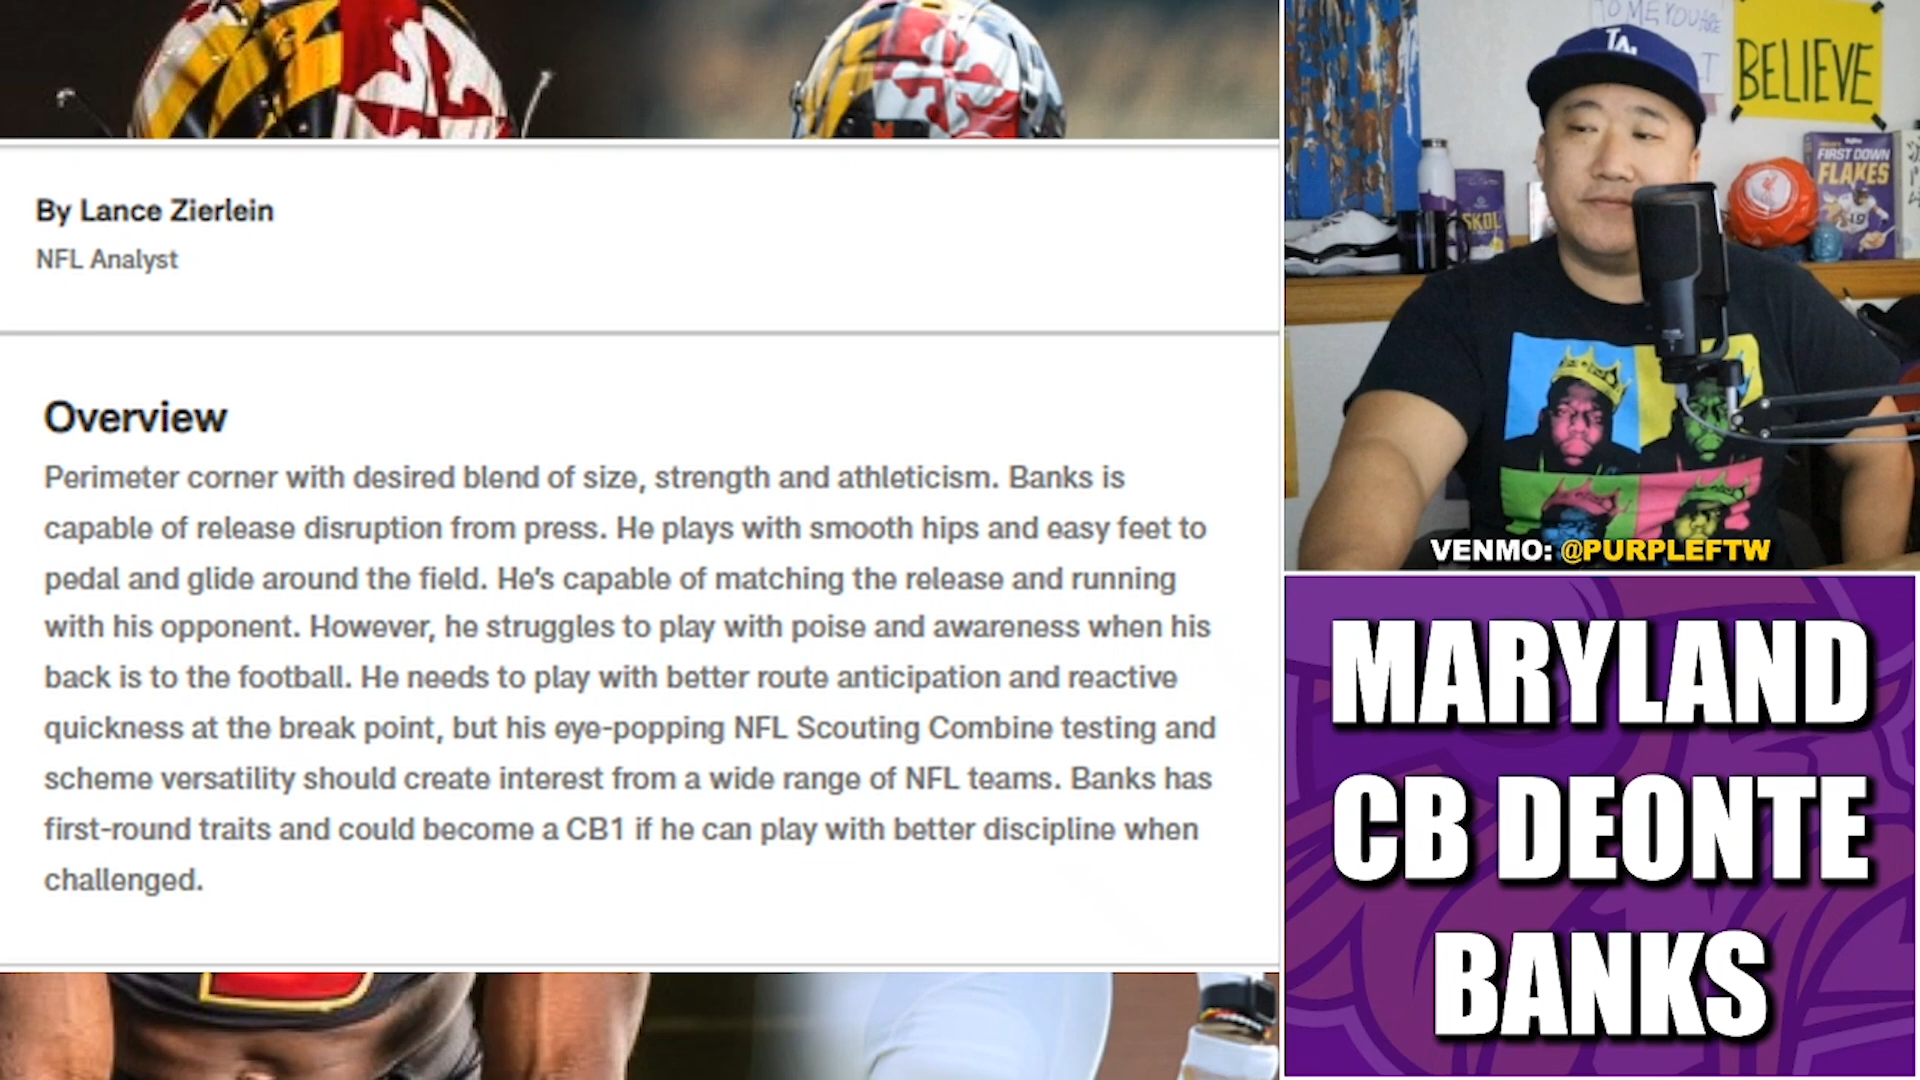 By Lance Zierlein
NFL Analyst
Overview
Perimeter corner with desired blend of size, strength and athleticism. Banks is
capable of release disruption from press. He plays with smooth hips and easy feet to
pedal and glide around the field. He's capable of matching the release and running
with his opponent. However, he struggles to play with poise and awareness when his
back is to the football. He needs to play with better route anticipation and reactive
quickness at the break point, but his eye-popping NFL Scouting Combine testing and
scheme versatility should create interest from a wide range of NFL teams. Banks has
first-round traits and could become a CB1 if he can play with better discipline when
challenged.
TO ME YOU ARE
I
BELIEVE
LA
FIRST DOWN
FLAKES
19
SKOL
VENMO: @PURPLEFTW
MARYLAND
CB DEONTE
BANKS